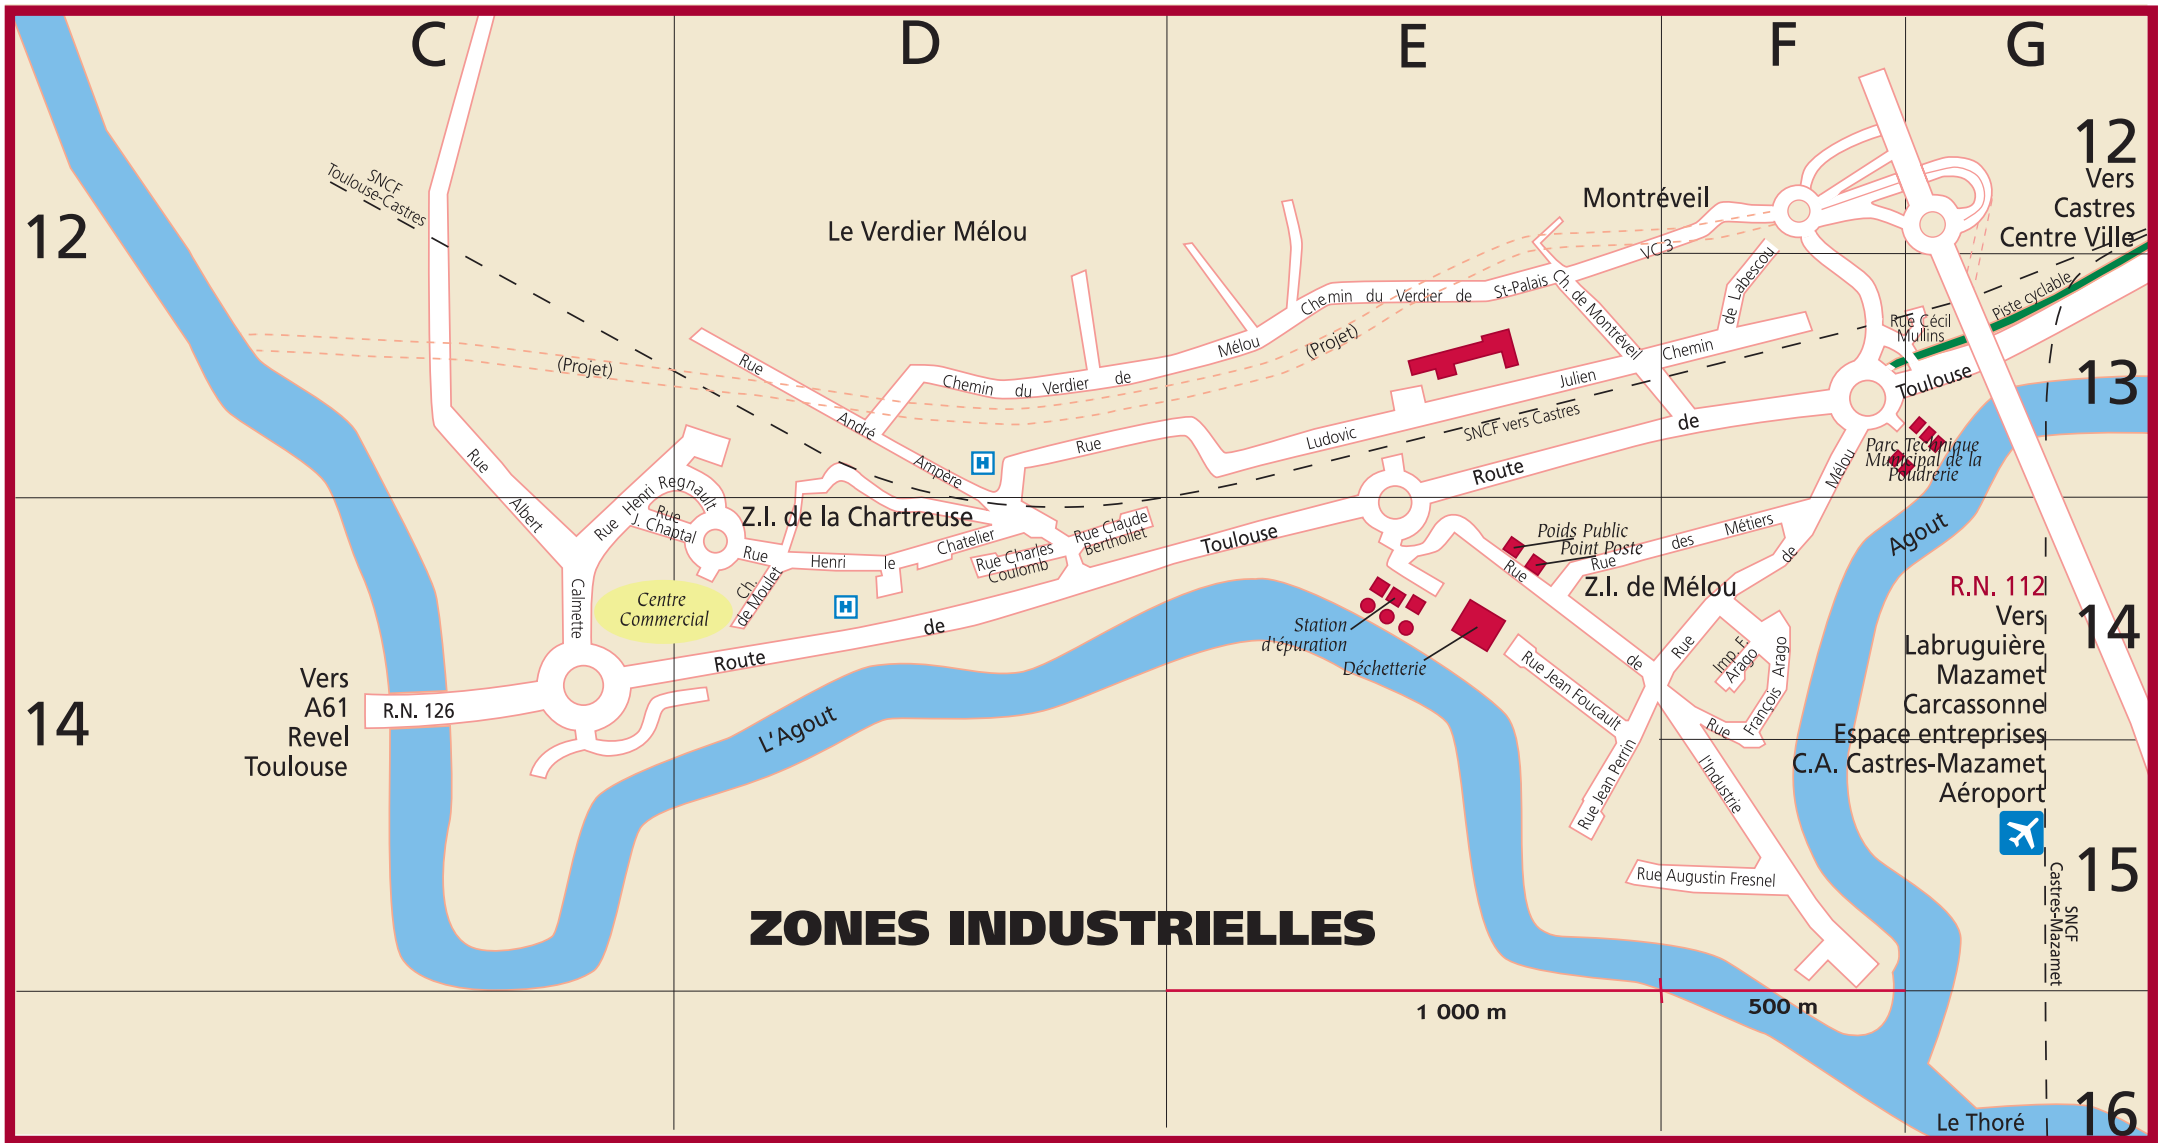 C
D
E
F
G
12
Vers
Castres
Centre Ville
SNCF
Toulouse-Castres
12
Le Verdier Mélou
Montréveil
VC 3
Chemin du Verdier de St-Palais
Ch. de Montréveil
de Labescou
Piste cyclable
Rue Cécil
Mullins
(Projet)
(Projet)
Mélou
Chemin du Verdier de
Rue André Ampère
Rue Ludovic Julien Chemin
SNCF vers Castres
13
Toulouse
Route de
Parc Technique
Municipal de la
Poudrerie
H
Rue Albert Calmette
Rue Henri Regnault
Rue
J. Chaptal
Z.I. de la Chartreuse
Rue Henri le Chatelier
Rue Charles
Coulomb
Rue Claude
Berthollet
Ch.
de Moulet
H
Centre
Commercial
Route de Toulouse
Poids Public
Point Poste
Rue des Métiers
Rue de Mélou
Z.I. de Mélou
Agout
R.N. 112
Vers
Labruguière
Mazamet
Carcassonne
Espace entreprises
C.A. Castres-Mazamet
Aéroport
14
Station
d'épuration
Déchetterie
Rue de l'Industrie
Rue Jean Foucault
Rue Jean Perrin
Imp. F.
Arago
Rue François Arago
Vers
A61
Revel
Toulouse
14
R.N. 126
L'Agout
Rue Augustin Fresnel
15
SNCF
Castres-Mazamet
ZONES INDUSTRIELLES
1 000 m
500 m
Le Thoré
16